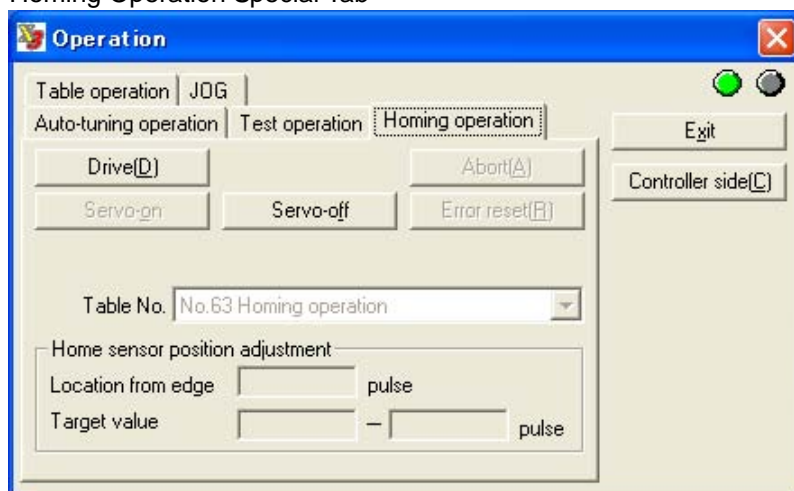 Homing Operation Special Tab
Operation
Table operation JOG
Auto-tuning operation Test operation Homing operation
Exit
Drive(D) Abort(A)
Controller side(C)
Servo-on Servo-off Error reset(R)
Table No. No.63 Homing operation
Home sensor position adjustment
Location from edge pulse
Target value — pulse